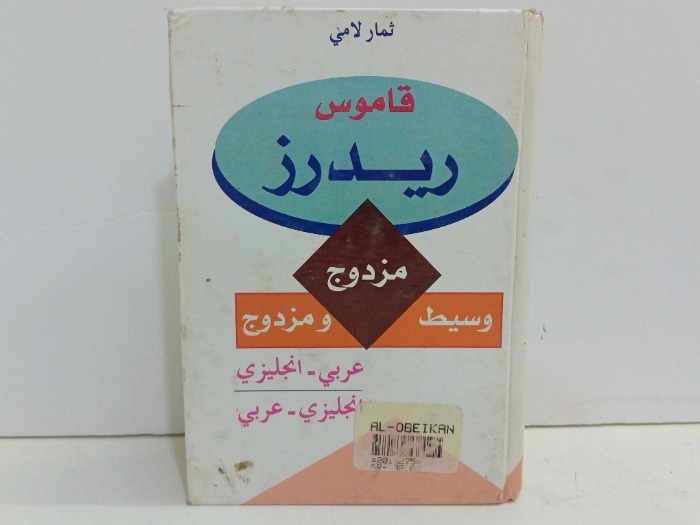 ثمار لامي
قاموس
ريدرز
مزدوج
وسيط ومزدوج
عربي - انجليزي
انجليزي - عربي
AL-OBEIKAN